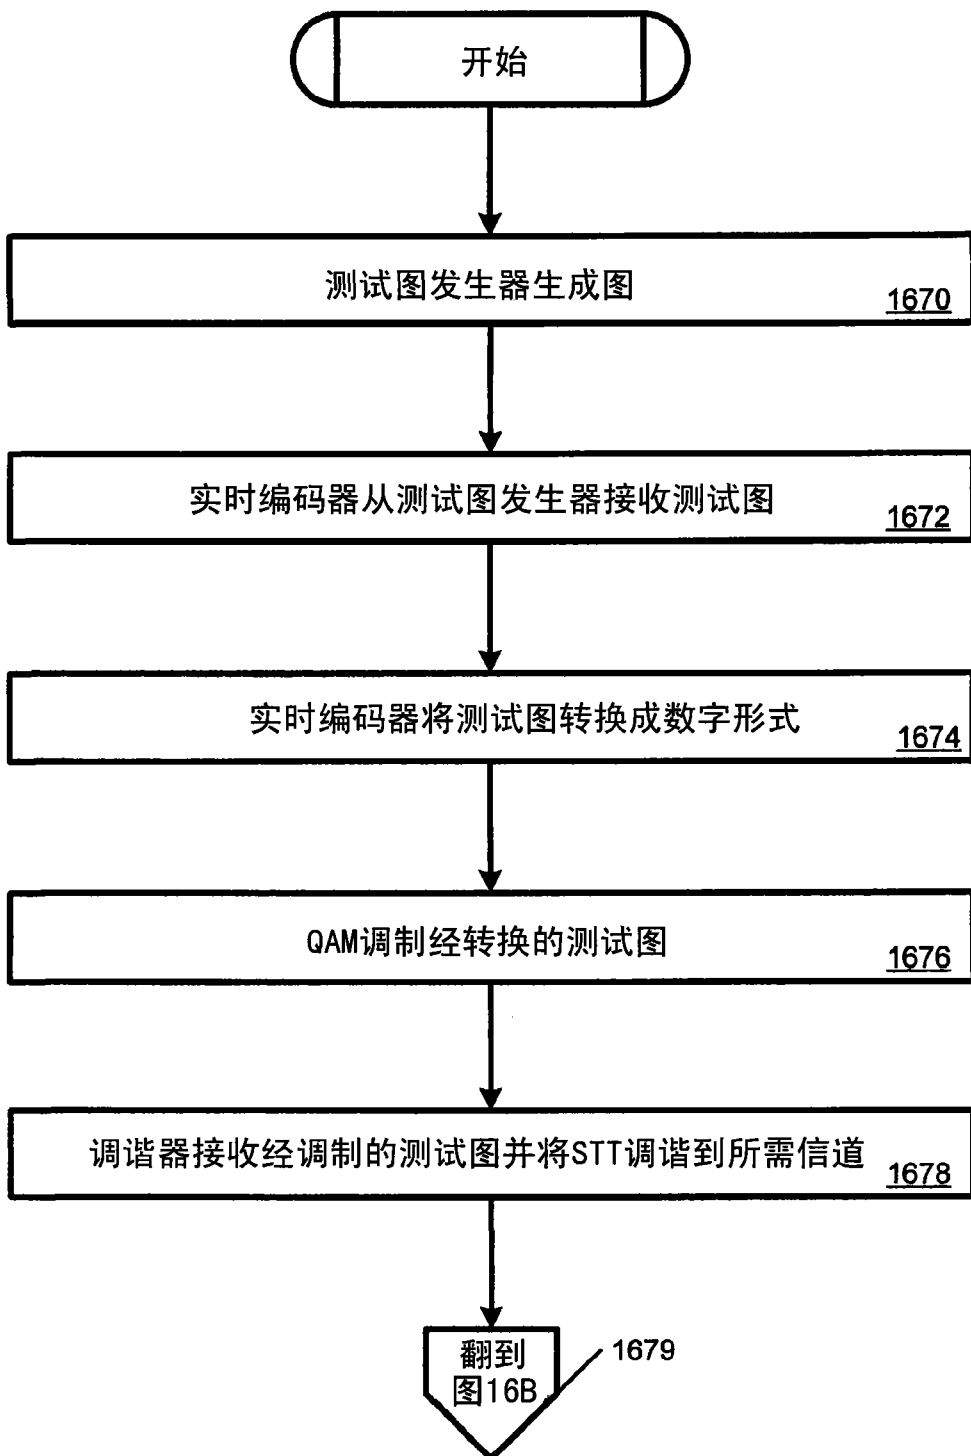 开始
测试图发生器生成图
1670
实时编码器从测试图发生器接收测试图
1672
实时编码器将测试图转换成数字形式
1674
QAM调制经转换的测试图
1676
调谐器接收经调制的测试图并将STT调谐到所需信道
1678
翻到
图16B
1679